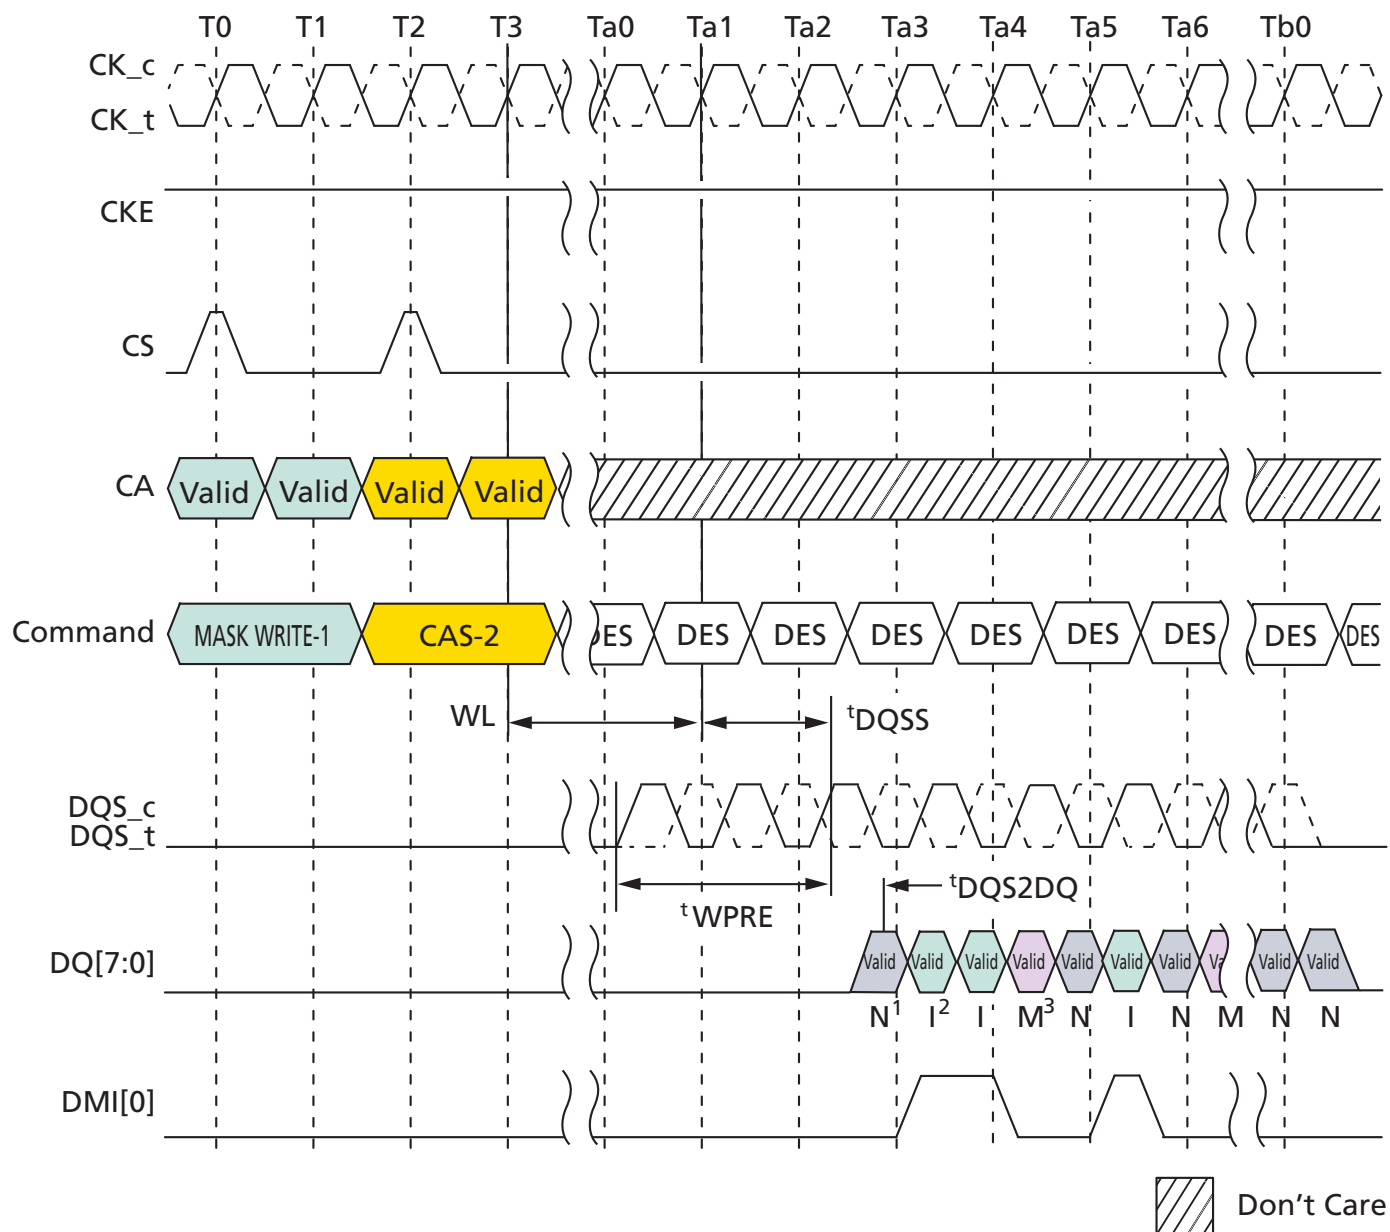 T0 T1 T2 T3 Ta0 Ta1 Ta2 Ta3 Ta4 Ta5 Ta6 Tb0
CK_c
CK_t
CKE
CS
CA Valid Valid Valid Valid
Command MASK WRITE-1 CAS-2 DES DES DES DES DES DES DES DES DES
WL tDQSS
DQS_c
DQS_t
tDQS2DQ
tWPRE
DQ[7:0] Valid Valid Valid Valid Valid Valid Valid Va Valid Valid
N1 I2 I M3 N I N M N N
DMI[0]
Don't Care